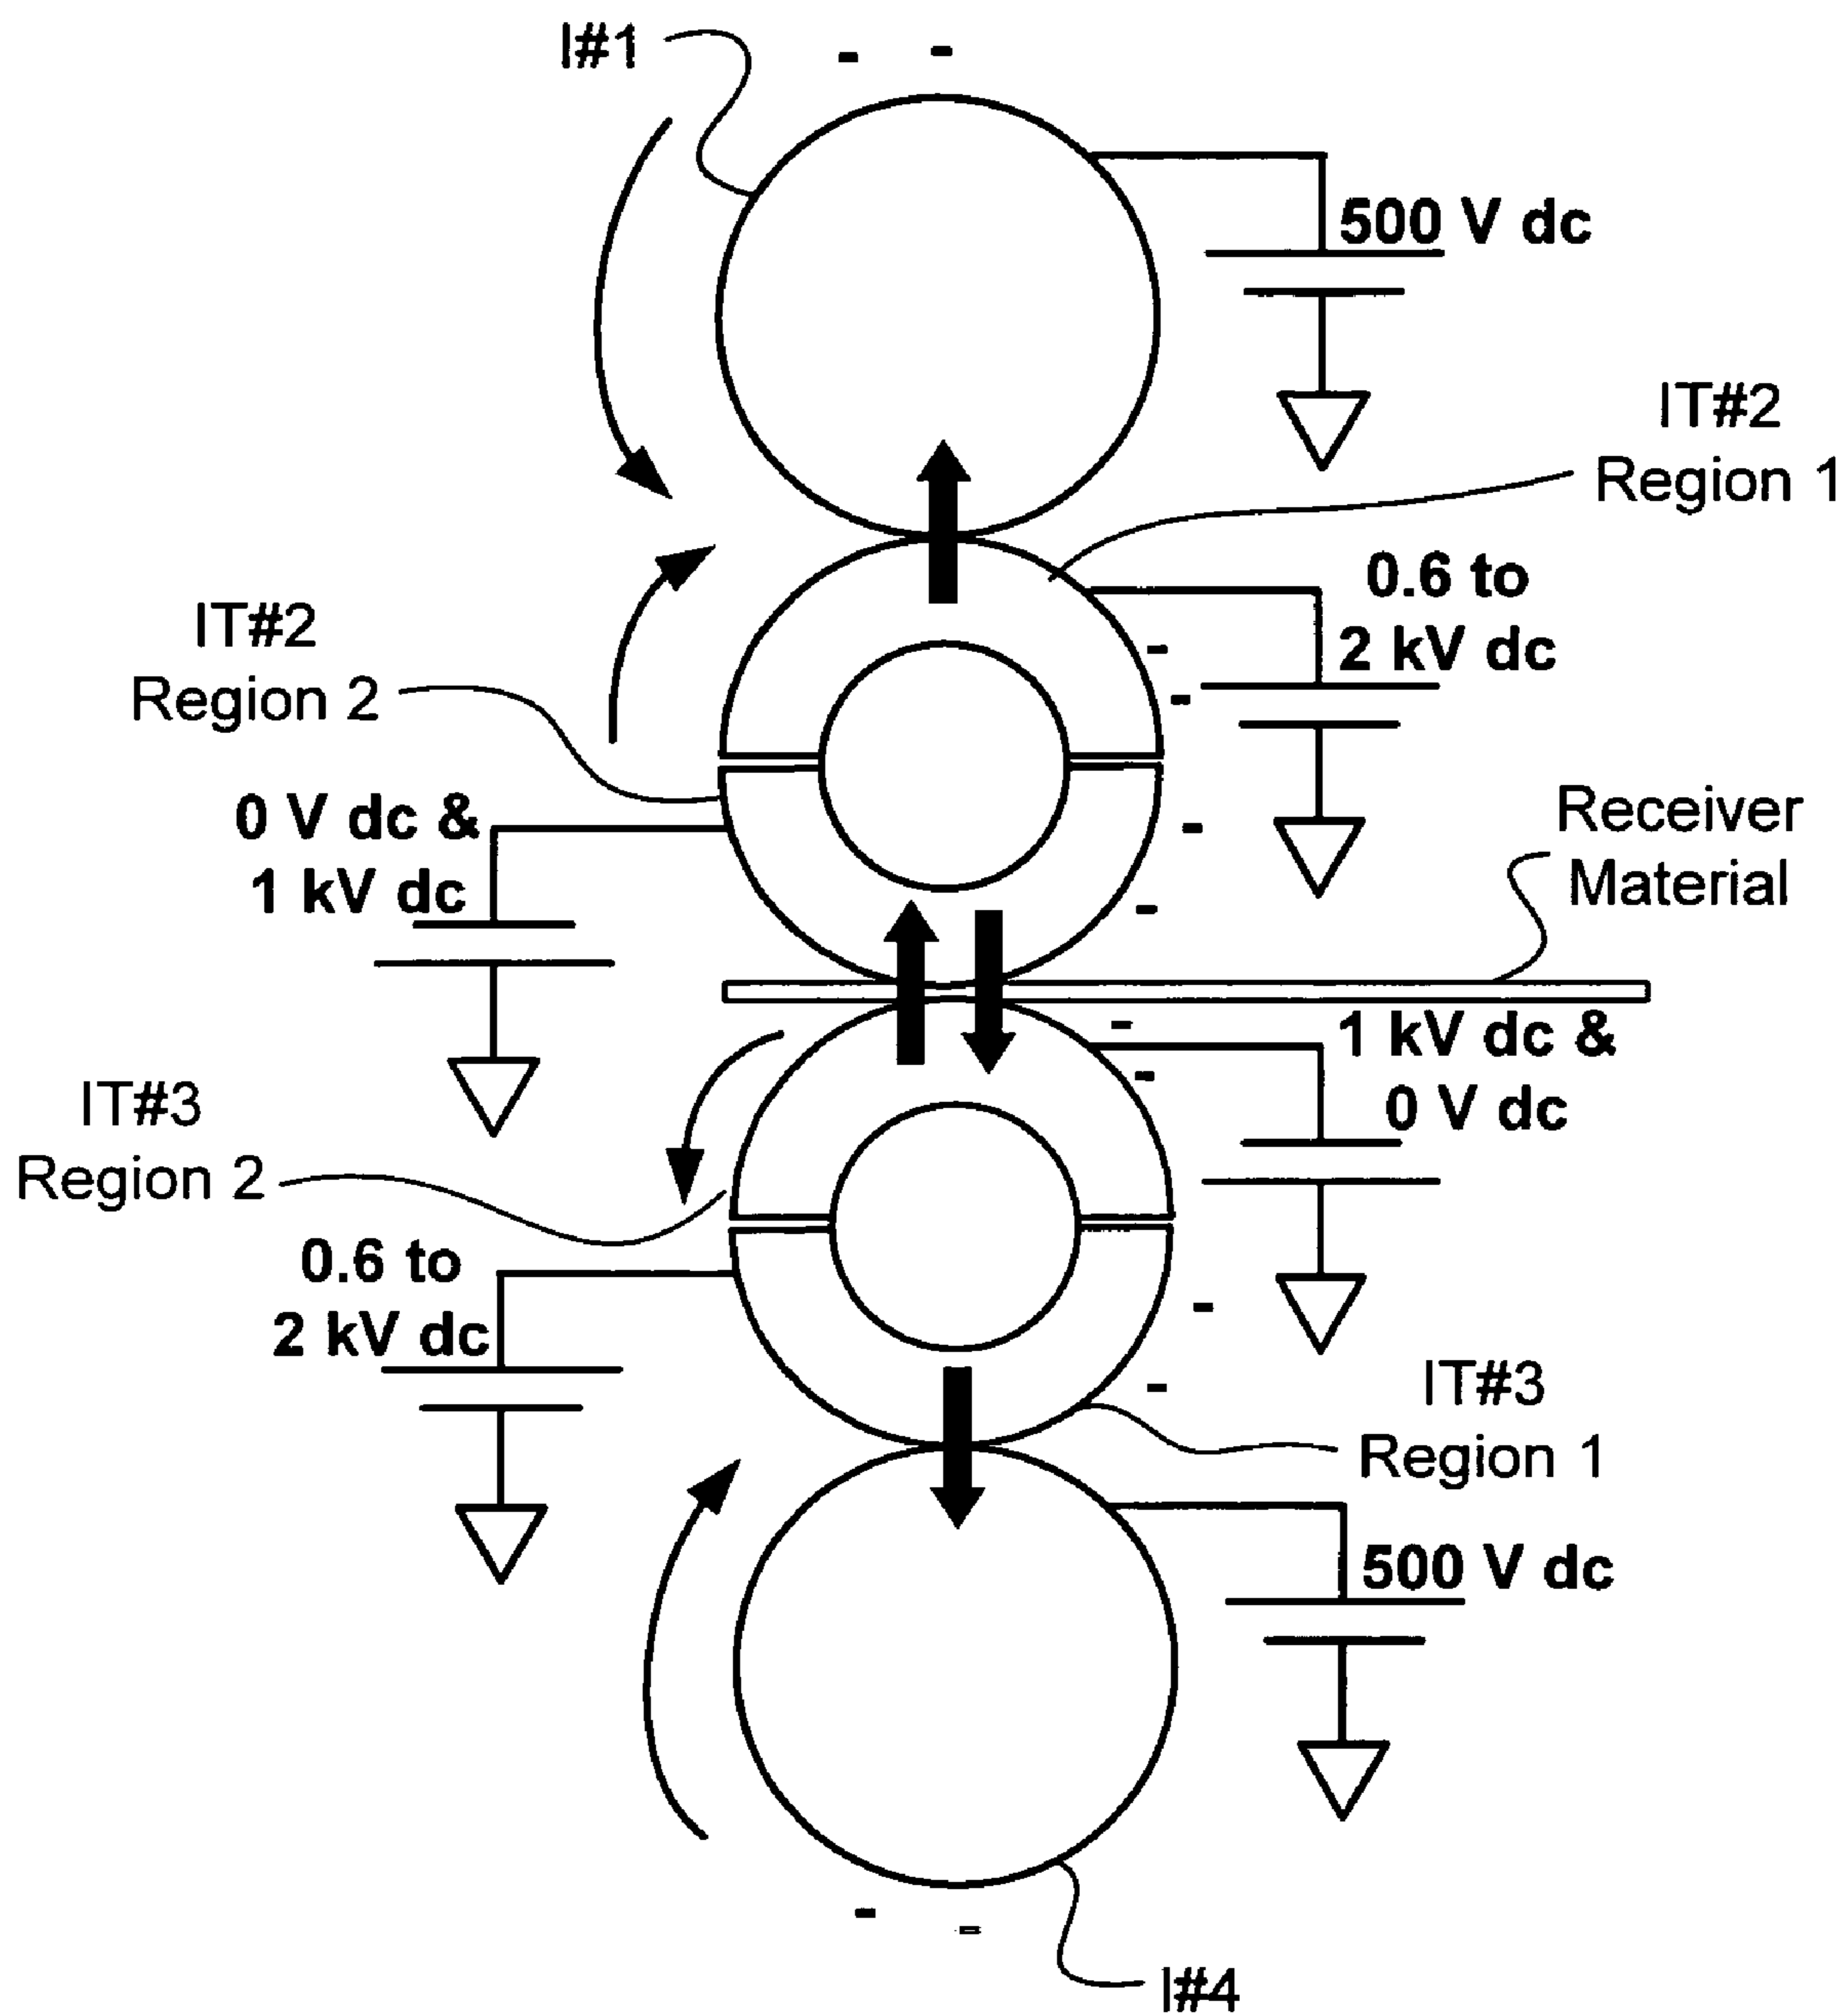 I#1
500 V dc
IT#2
Region 1
0.6 to
2 kV dc
IT#2
Region 2
0 V dc &
1 kV dc
Receiver
Material
1 kV dc &
0 V dc
IT#3
Region 2
0.6 to
2 kV dc
IT#3
Region 1
500 V dc
I#4